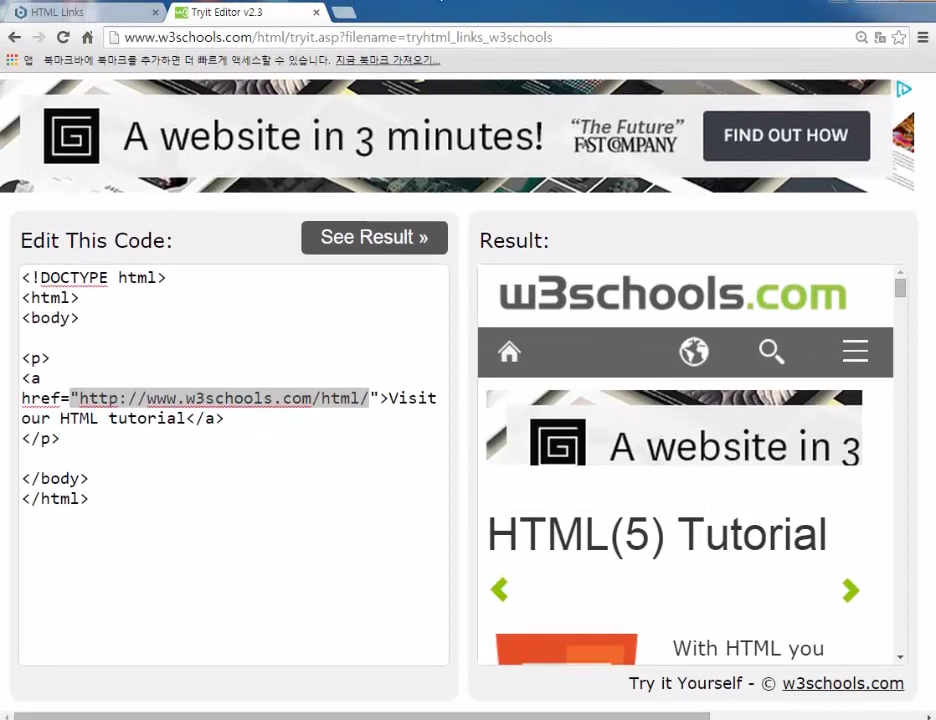 HTML Links
Tryit Editor v2.3
www.w3schools.com/html/tryit.asp?filename=tryhtml_links_w3schools
앱 북마크바에 북마크를 추가하면 더 빠르게 액세스할 수 있습니다. 지금 북마크 가져오기...
A website in 3 minutes!
"The Future"
FAST COMPANY
FIND OUT HOW
Edit This Code:
See Result »
<!DOCTYPE html>
<html>
<body>
<p>
<a
href="http://www.w3schools.com/html/">Visit
our HTML tutorial</a>
</p>
</body>
</html>
Result:
w3schools.com
A website in 3
HTML(5) Tutorial
With HTML you
Try it Yourself - © w3schools.com